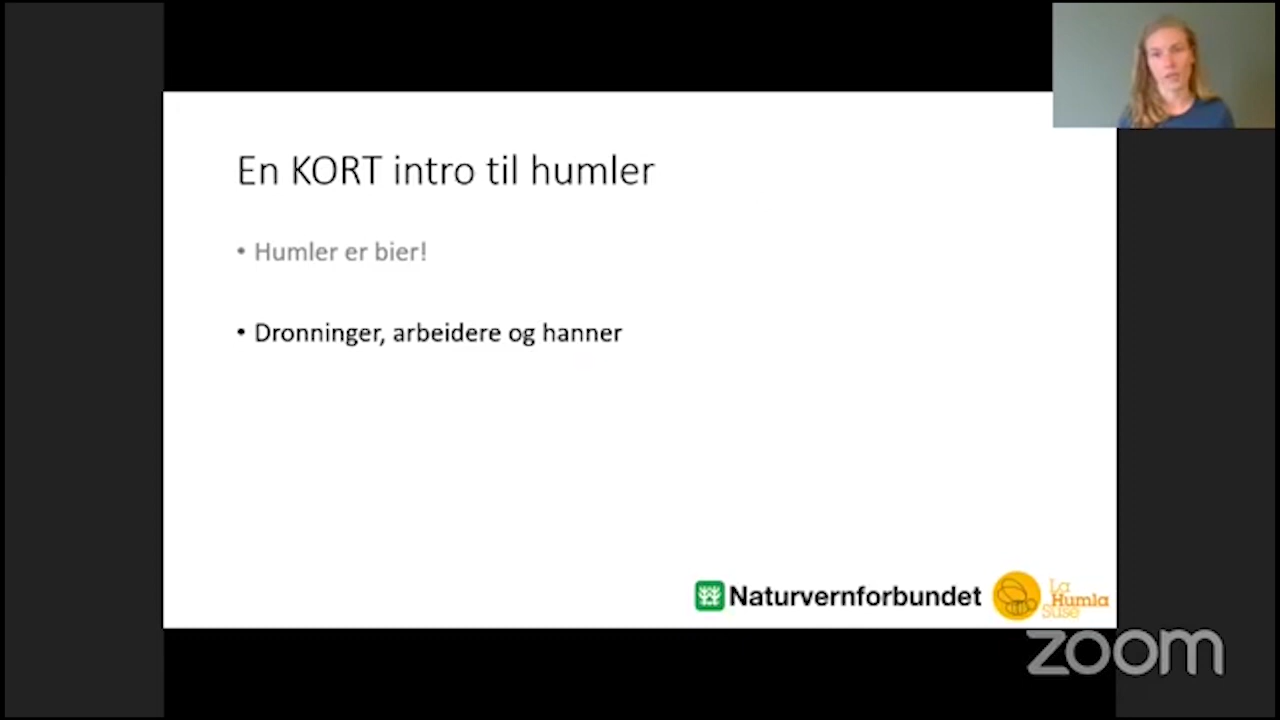 En KORT intro til humler
• Humler er bier!
• Dronninger, arbeidere og hanner
Naturvernforbundet
La
Humla
Suse
zoom